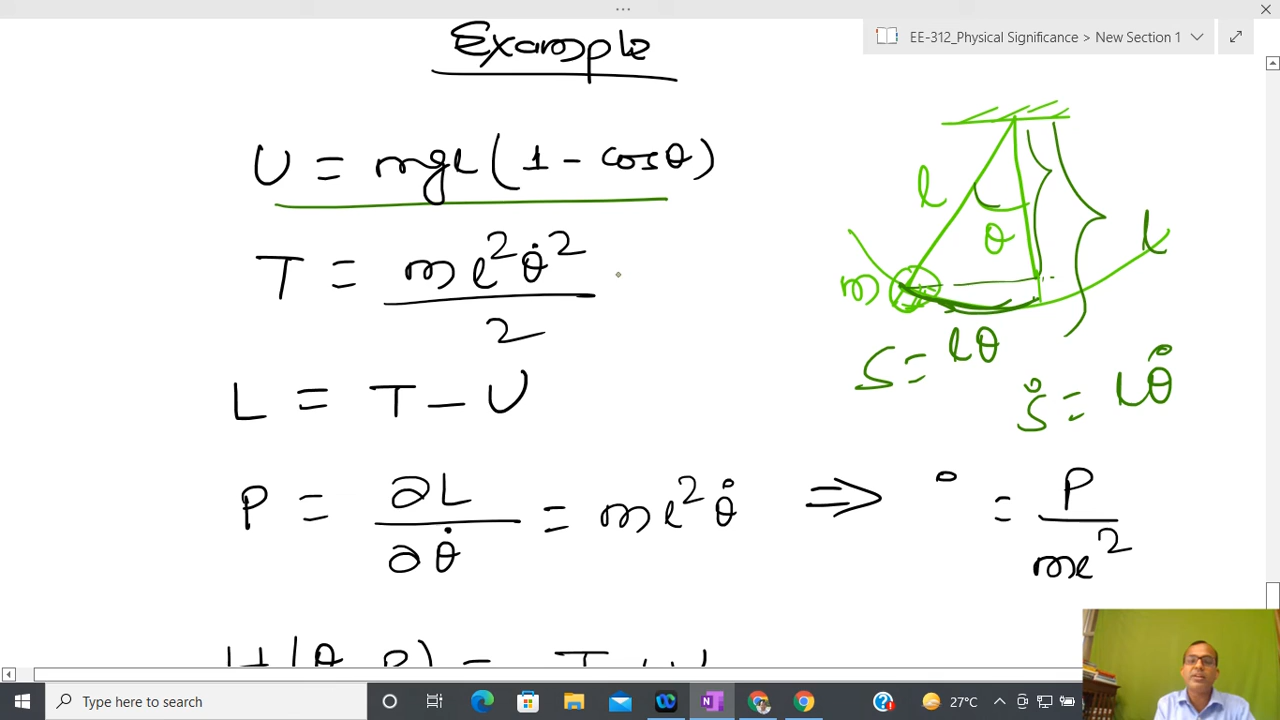 ...
EE-312_Physical Significance > New Section 1
Example
U = mgl(1 - cosθ)
T = ml²θ̇²/2
L = T - U
P = ∂L/∂θ̇ = ml²θ̇ ⇒ ˙ = P/ml²
H(θ, P) = T + U
l
θ
l
m
S = lθ
Ṡ = lθ̇
Type here to search
27°C